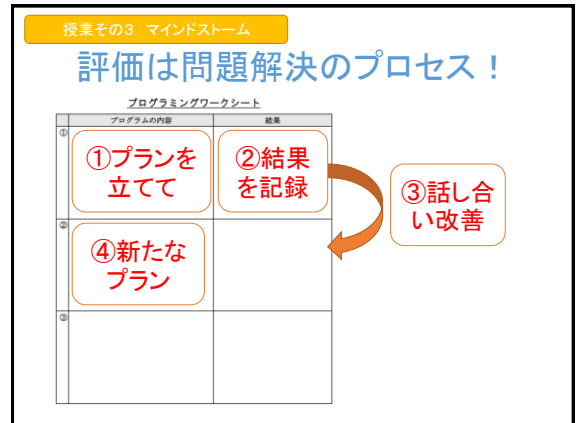 授業その3 マインドストーム
評価は問題解決のプロセス！
プログラミングワークシート
プログラムの内容 結果
①
①プランを
立てて
②結果
を記録
③話し合
い改善
②
④新たな
プラン
③